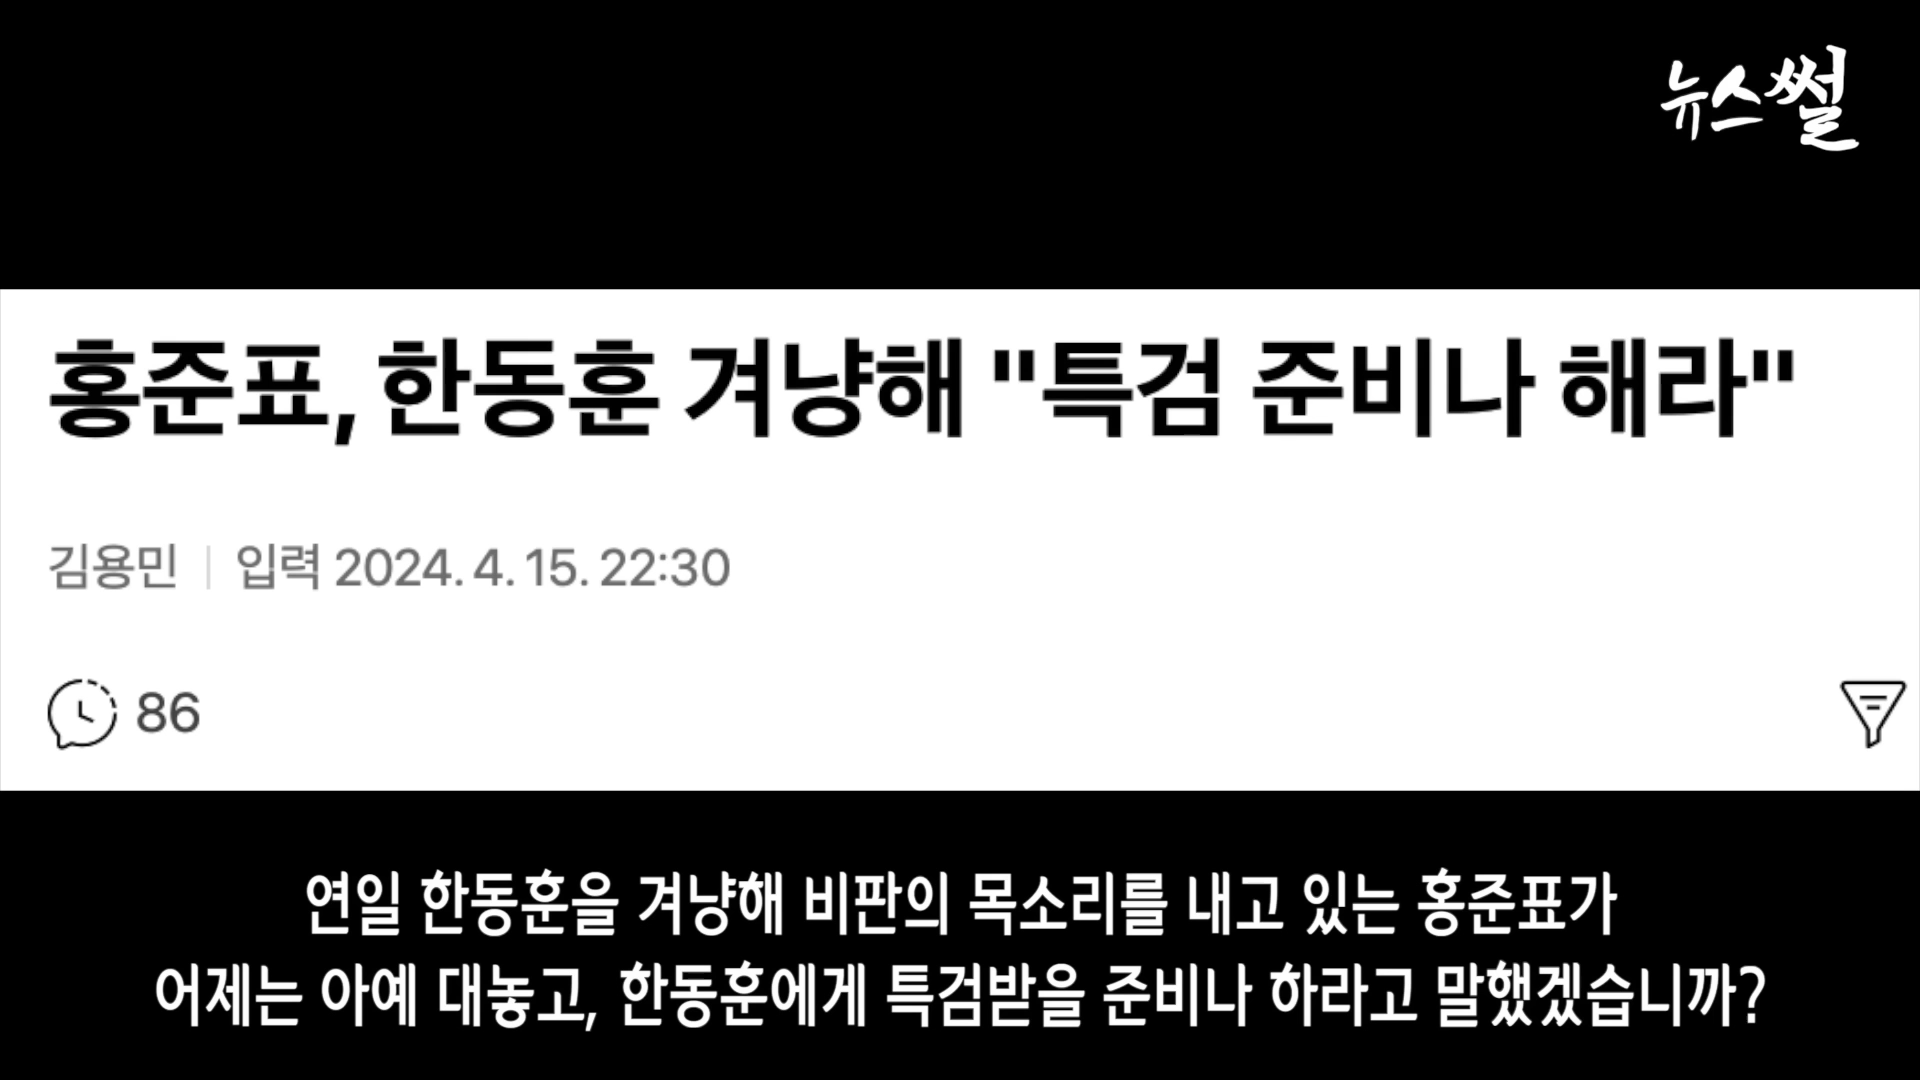 뉴스썰
홍준표, 한동훈 겨냥해 "특검 준비나 해라"
김용민 | 입력 2024. 4. 15. 22:30
86
연일 한동훈을 겨냥해 비판의 목소리를 내고 있는 홍준표가
어제는 아예 대놓고, 한동훈에게 특검받을 준비나 하라고 말했겠습니까?